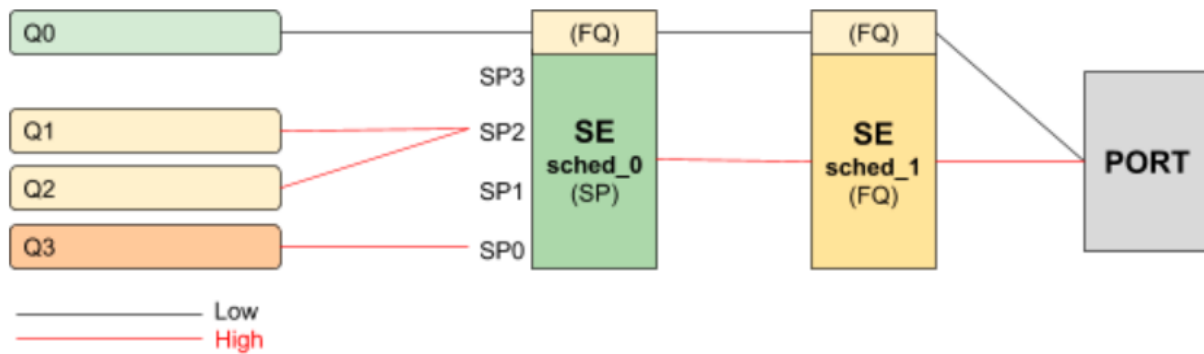 Q0
(FQ)
(FQ)
SP3
Q1
SP2
SE
sched_0
(SP)
SE
sched_1
(FQ)
PORT
Q2
SP1
Q3
SP0
Low
High